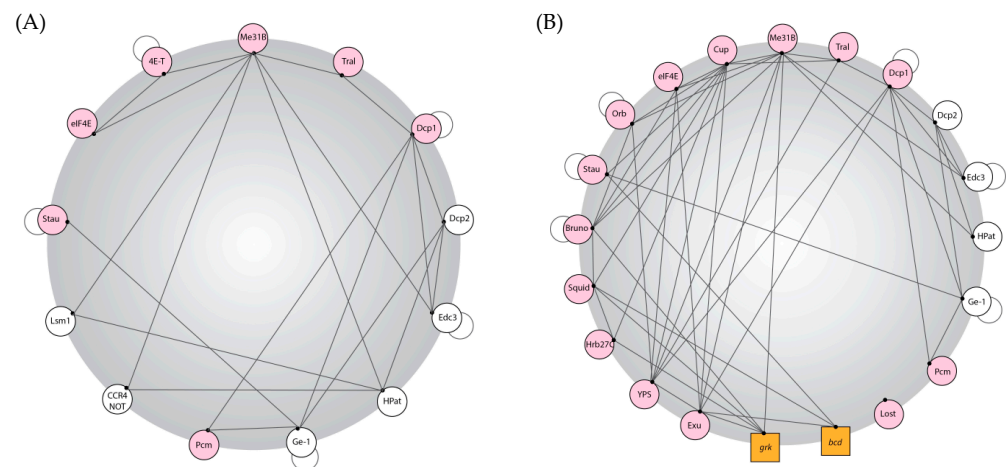 (A)
Me31B
4E-T
Tral
eIF4E
Dcp1
Stau
Dcp2
Lsm1
Edc3
CCR4
NOT
HPat
Pcm
Ge-1
(B)
Me31B
Cup
Tral
eIF4E
Dcp1
Orb
Dcp2
Stau
Edc3
Bruno
HPat
Squid
Ge-1
Hrb27C
Pcm
YPS
Lost
Exu
grk
bcd